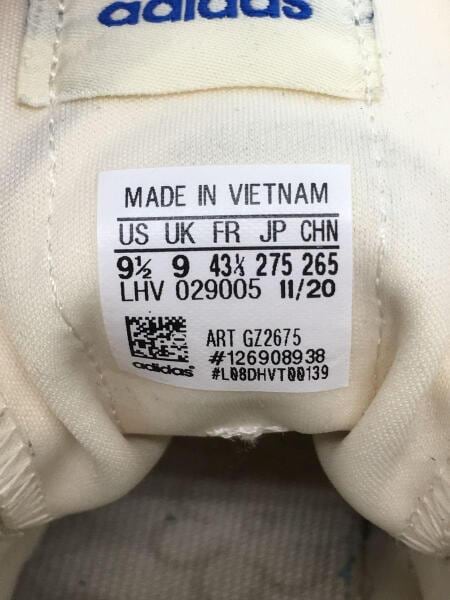 adidas
MADE IN VIETNAM
US UK FR JP CHN
9½ 9 43⅓ 275 265
LHV 029005 11/20
ART GZ2675
#126908938
adidas #L08DHVT00139